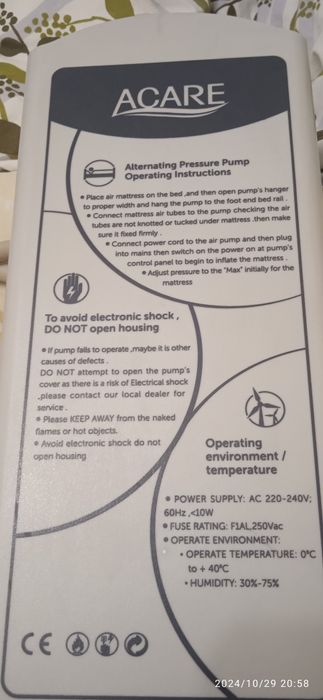 ACARE
Alternating Pressure Pump
Operating Instructions
• Place air mattress on the bed ,and then open pump's hanger
to proper width and hang the pump to the foot end bed rail .
• Connect mattress air tubes to the pump checking the air
tubes are not knotted or tucked under mattress .then make
sure it fixed firmly .
• Connect power cord to the air pump and then plug
into mains then switch on the power on at pump's
control panel to begin to inflate the mattress .
• Adjust pressure to the "Max" initially for the
mattress
To avoid electronic shock ,
DO NOT open housing
• If pump fails to operate ,maybe it is other
causes of defects .
DO NOT attempt to open the pump's
cover as there is a risk of Electrical shock
.please contact our local dealer for
service .
• Please KEEP AWAY from the naked
flames or hot objects.
• Avoid electronic shock do not
open housing
Operating
environment /
temperature
• POWER SUPPLY: AC 220-240V;
60Hz ,<10W
• FUSE RATING: F1AL,250Vac
• OPERATE ENVIRONMENT:
• OPERATE TEMPERATURE: 0°C
to + 40°C
• HUMIDITY: 30%-75%
CE
2024/10/29 20:58